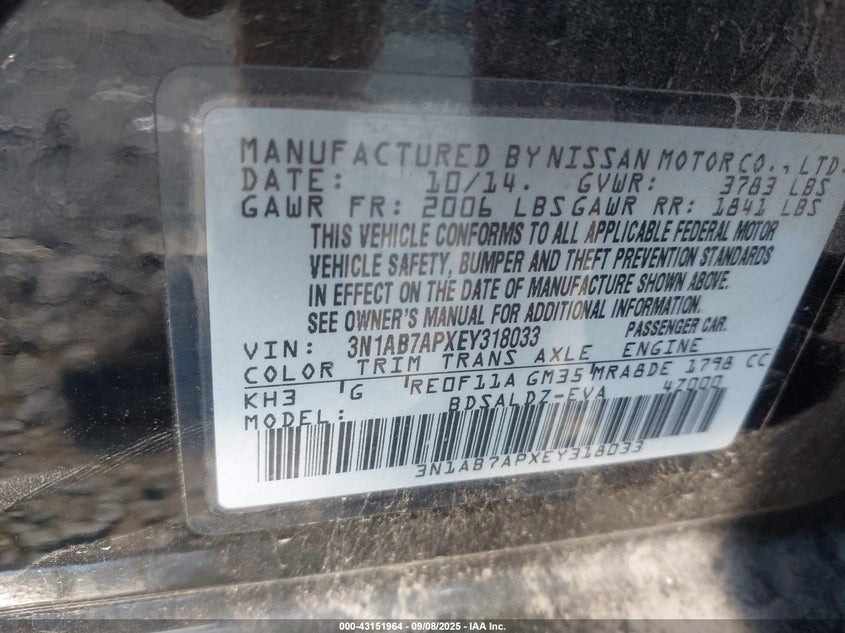 MANUFACTURED BY NISSAN MOTOR CO., LTD.
DATE: 10/14. GVWR: 3783 LBS
GAWR FR: 2006 LBS GAWR RR: 1841 LBS
THIS VEHICLE CONFORMS TO ALL APPLICABLE FEDERAL MOTOR
VEHICLE SAFETY, BUMPER AND THEFT PREVENTION STANDARDS
IN EFFECT ON THE DATE OF MANUFACTURE SHOWN ABOVE.
SEE OWNER'S MANUAL FOR ADDITIONAL INFORMATION.
VIN: 3N1AB7APXEY318033 PASSENGER CAR.
COLOR TRIM TRANS AXLE ENGINE
KH3 G RE0F11A GM35 MRA8DE 1798 CC
MODEL: BDSALDZ-EVA 47000
3N1AB7APXEY318033
000-43151964 - 09/08/2025 - IAA Inc.